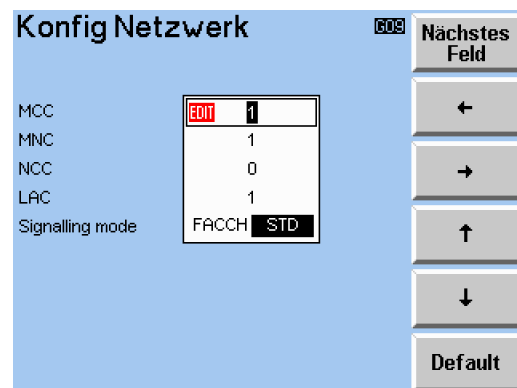 Konfig Netzwerk
G09
MCC EDIT 1
MNC 1
NCC 0
LAC 1
Signalling mode FACCH STD
Nächstes
Feld
←
→
↑
↓
Default